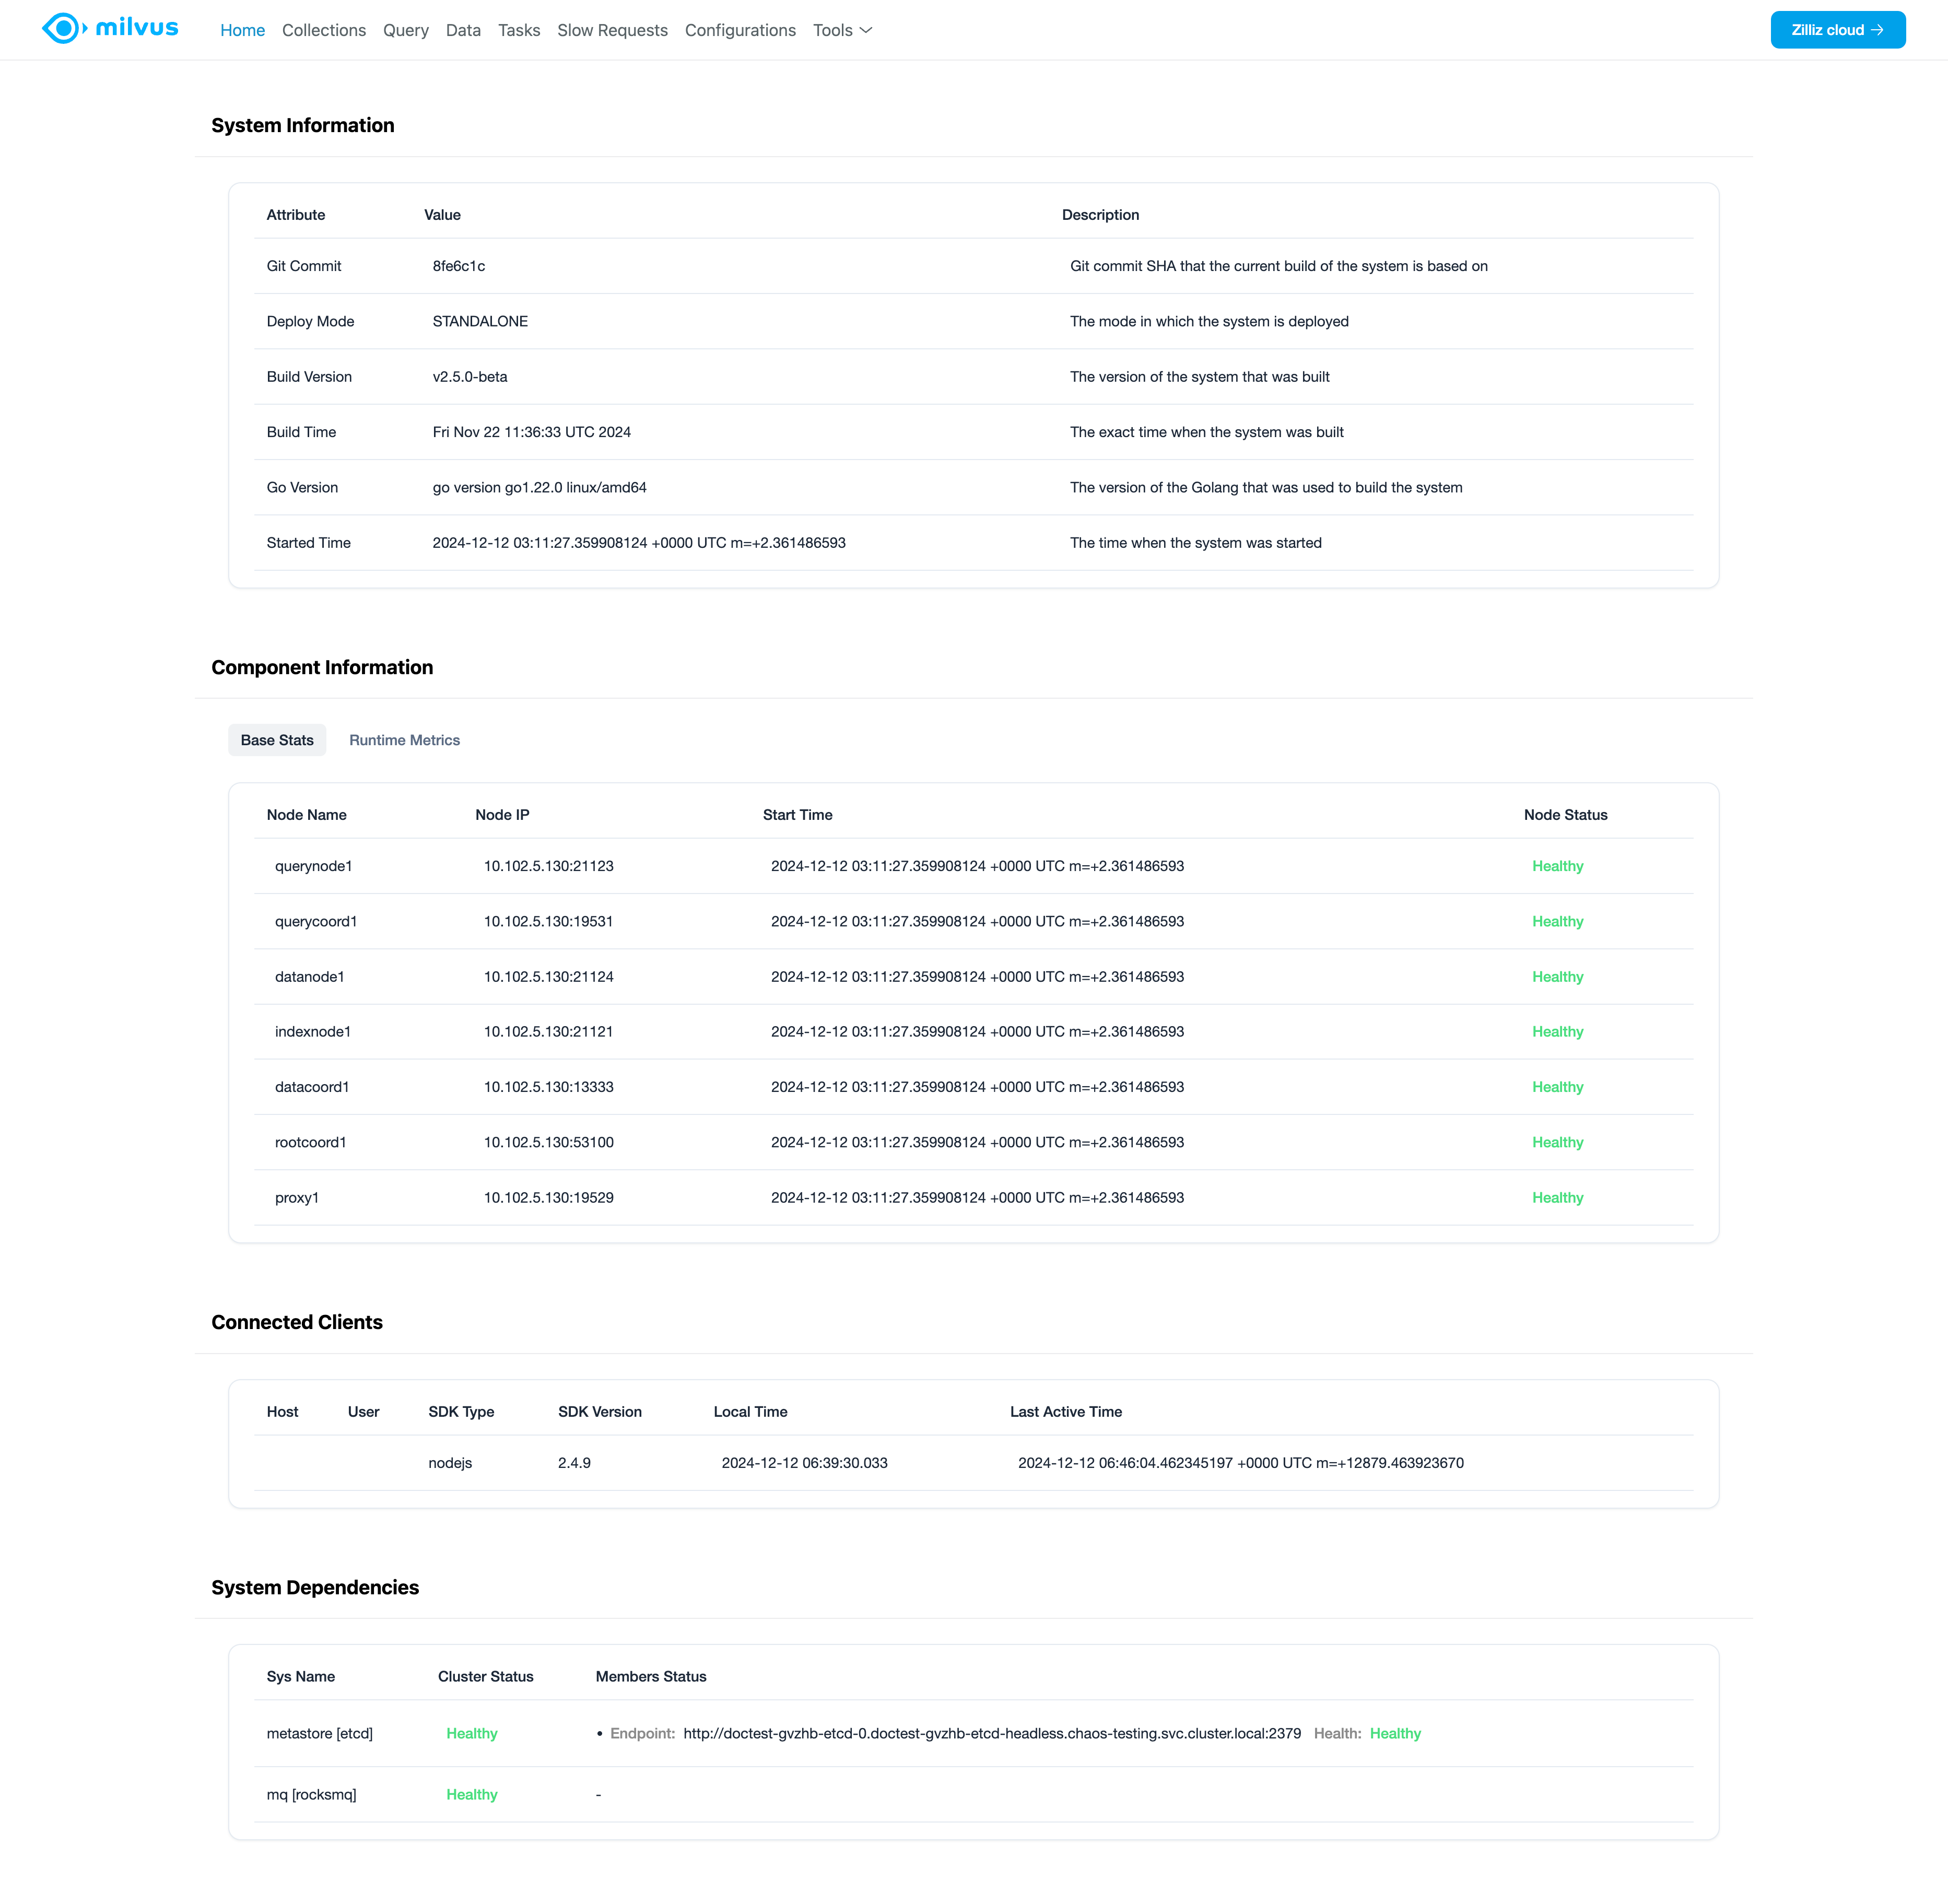 milvus Home Collections Query Data Tasks Slow Requests Configurations Tools Zilliz cloud →
System Information
Attribute Value Description
Git Commit 8fe6c1c Git commit SHA that the current build of the system is based on
Deploy Mode STANDALONE The mode in which the system is deployed
Build Version v2.5.0-beta The version of the system that was built
Build Time Fri Nov 22 11:36:33 UTC 2024 The exact time when the system was built
Go Version go version go1.22.0 linux/amd64 The version of the Golang that was used to build the system
Started Time 2024-12-12 03:11:27.359908124 +0000 UTC m=+2.361486593 The time when the system was started
Component Information
Base Stats Runtime Metrics
Node Name Node IP Start Time Node Status
querynode1 10.102.5.130:21123 2024-12-12 03:11:27.359908124 +0000 UTC m=+2.361486593 Healthy
querycoord1 10.102.5.130:19531 2024-12-12 03:11:27.359908124 +0000 UTC m=+2.361486593 Healthy
datanode1 10.102.5.130:21124 2024-12-12 03:11:27.359908124 +0000 UTC m=+2.361486593 Healthy
indexnode1 10.102.5.130:21121 2024-12-12 03:11:27.359908124 +0000 UTC m=+2.361486593 Healthy
datacoord1 10.102.5.130:13333 2024-12-12 03:11:27.359908124 +0000 UTC m=+2.361486593 Healthy
rootcoord1 10.102.5.130:53100 2024-12-12 03:11:27.359908124 +0000 UTC m=+2.361486593 Healthy
proxy1 10.102.5.130:19529 2024-12-12 03:11:27.359908124 +0000 UTC m=+2.361486593 Healthy
Connected Clients
Host User SDK Type SDK Version Local Time Last Active Time
nodejs 2.4.9 2024-12-12 06:39:30.033 2024-12-12 06:46:04.462345197 +0000 UTC m=+12879.463923670
System Dependencies
Sys Name Cluster Status Members Status
metastore [etcd] Healthy • Endpoint: http://doctest-gvzhb-etcd-0.doctest-gvzhb-etcd-headless.chaos-testing.svc.cluster.local:2379 Health: Healthy
mq [rocksmq] Healthy -